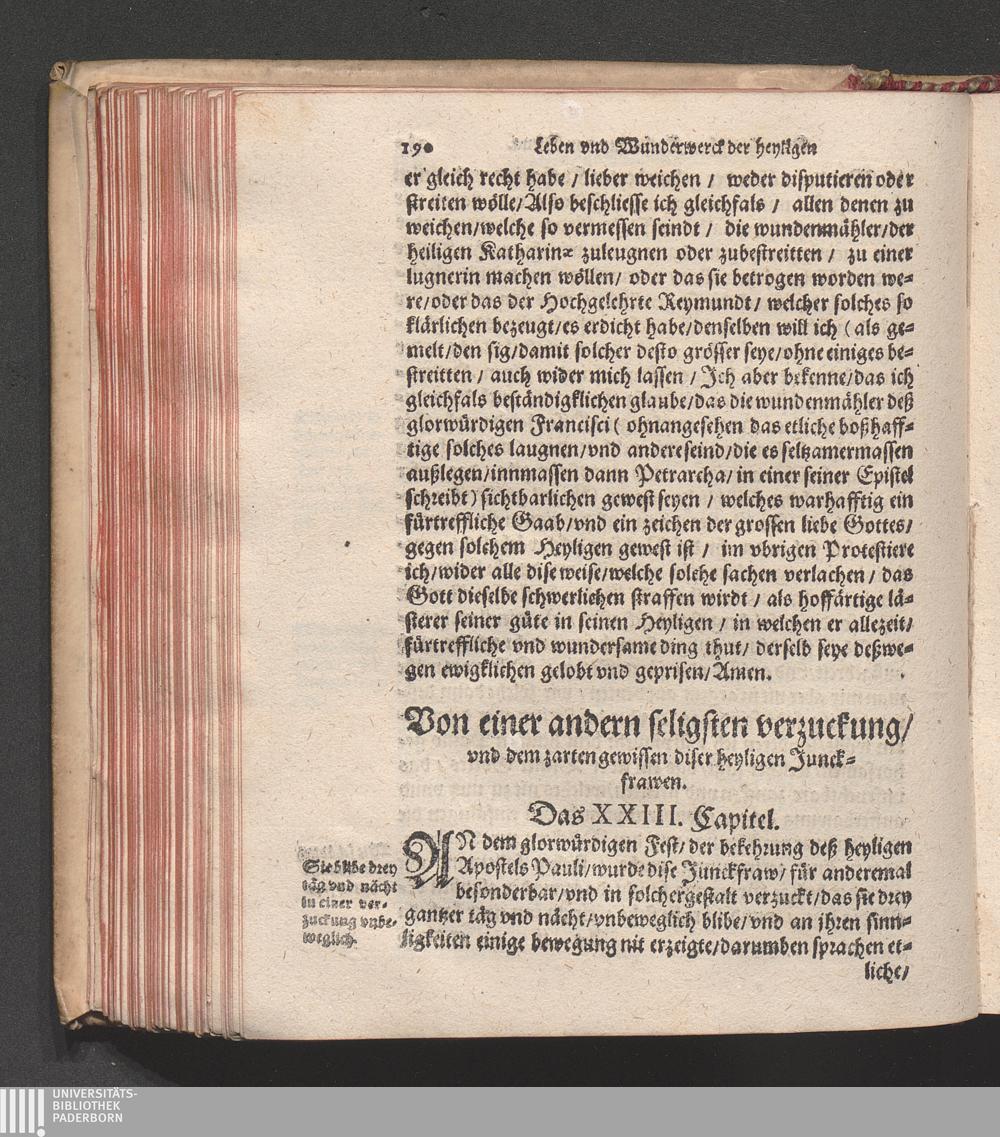 190 Leben vnd Wunderwerck der heyligen
er gleich recht habe / lieber weichen / weder disputieren oder
streiten wölle/Also beschliesse ich gleichfals / allen denen zu
weichen/welche so vermessen seindt / die wundenmähler/der
heiligen Katharinæ zuleugnen oder zubestreitten / zu einer
lugnerin machen wöllen/ oder das sie betrogen worden we-
re/oder das der Hochgelehrte Reymundt/ welcher solches so
klärlichen bezeugt/es erdicht habe/denselben will ich ( als ge-
melt/den sig/damit solcher desto grösser seye/ohne einiges be-
streitten / auch wider mich lassen / Ich aber bekenne/das ich
gleichfals beständigklichen glaube/das die wundenmähler deß
glorwürdigen Francisci ( ohnangesehen das etliche boßhaff-
tige solches laugnen/vnd andere seind/die es seltzamermassen
außlegen/innmassen dann Petrarcha/ in einer seiner Epistel
schreibt) sichtbarlichen gewest seyen / welches warhafftig ein
fürtreffliche Gaab/vnd ein zeichen der grossen liebe Gottes/
gegen solchem Heyligen gewest ist / im vbrigen Protestiere
ich/wider alle dise weise/welche solche sachen verlachen / das
Gott dieselbe schwerlichen straffen wirdt / als hoffärtige lä-
sterer seiner güte in seinen Heyligen / in welchen er allezeit/
fürtreffliche vnd wundersame ding thut/ derselb seye deßwe-
gen ewigklichen gelobt vnd geprisen/Amen.
Von einer andern seligsten verzuckung/
vnd dem zarten gewissen diser heyligen Junck-
frawen.
Das XXIII. Capitel.
AN dem glorwürdigen Fest/ der bekehrung deß heyligen
Apostels Pauli/wurde dise Junckfraw/ für anderemal
besonderbar/vnd in solchergestalt verzuckt/das sie drey
gantzer täg vnd nächt/vnbeweglich blibe/vnd an ihren sinn-
ligkeiten einige bewegung nit erzeigte/darumben sprachen et-
liche/
Sie blibe drey
täg vnd nächt
in einer ver-
zuckung vnbe-
weglich.
UNIVERSITÄTS-
BIBLIOTHEK
PADERBORN